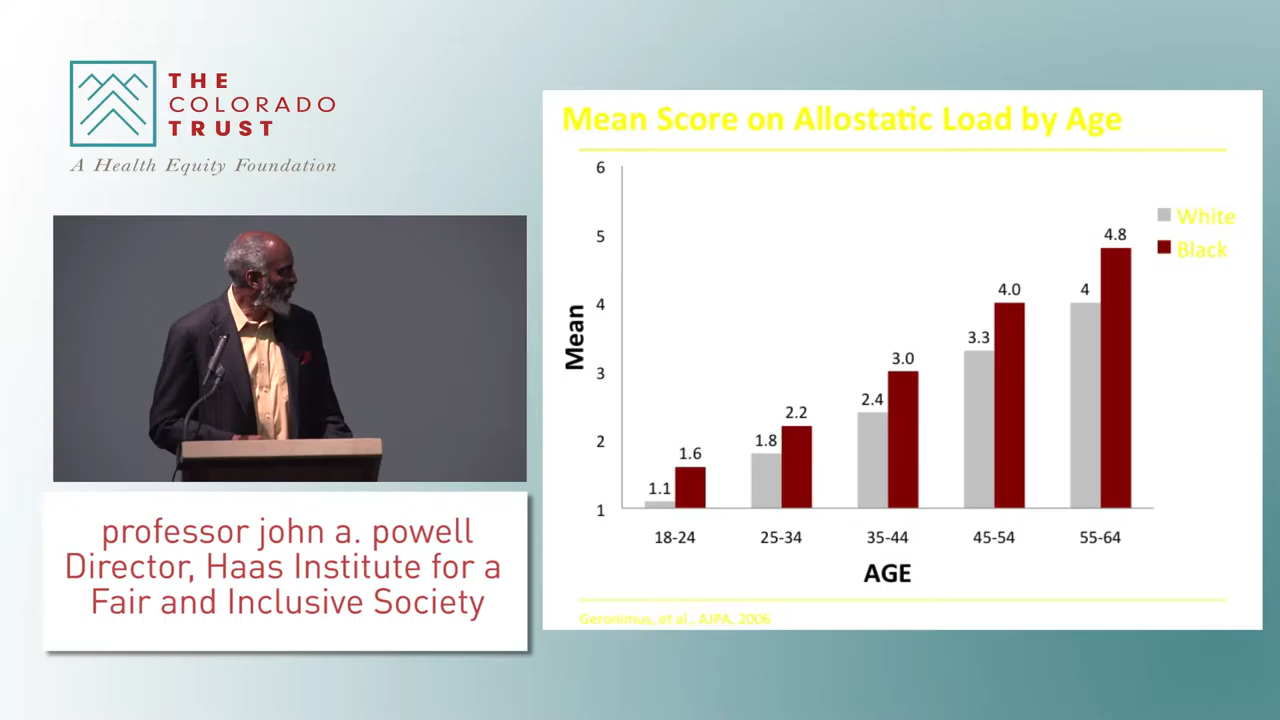 THE
COLORADO
TRUST
A Health Equity Foundation
professor john a. powell
Director, Haas Institute for a
Fair and Inclusive Society
Mean Score on Allostatic Load by Age
6
5
4
3
2
1
Mean
1.1
1.6
1.8
2.2
2.4
3.0
3.3
4.0
4
4.8
18-24
25-34
35-44
45-54
55-64
AGE
White
Black
Geronimus, et al., AJPA, 2006